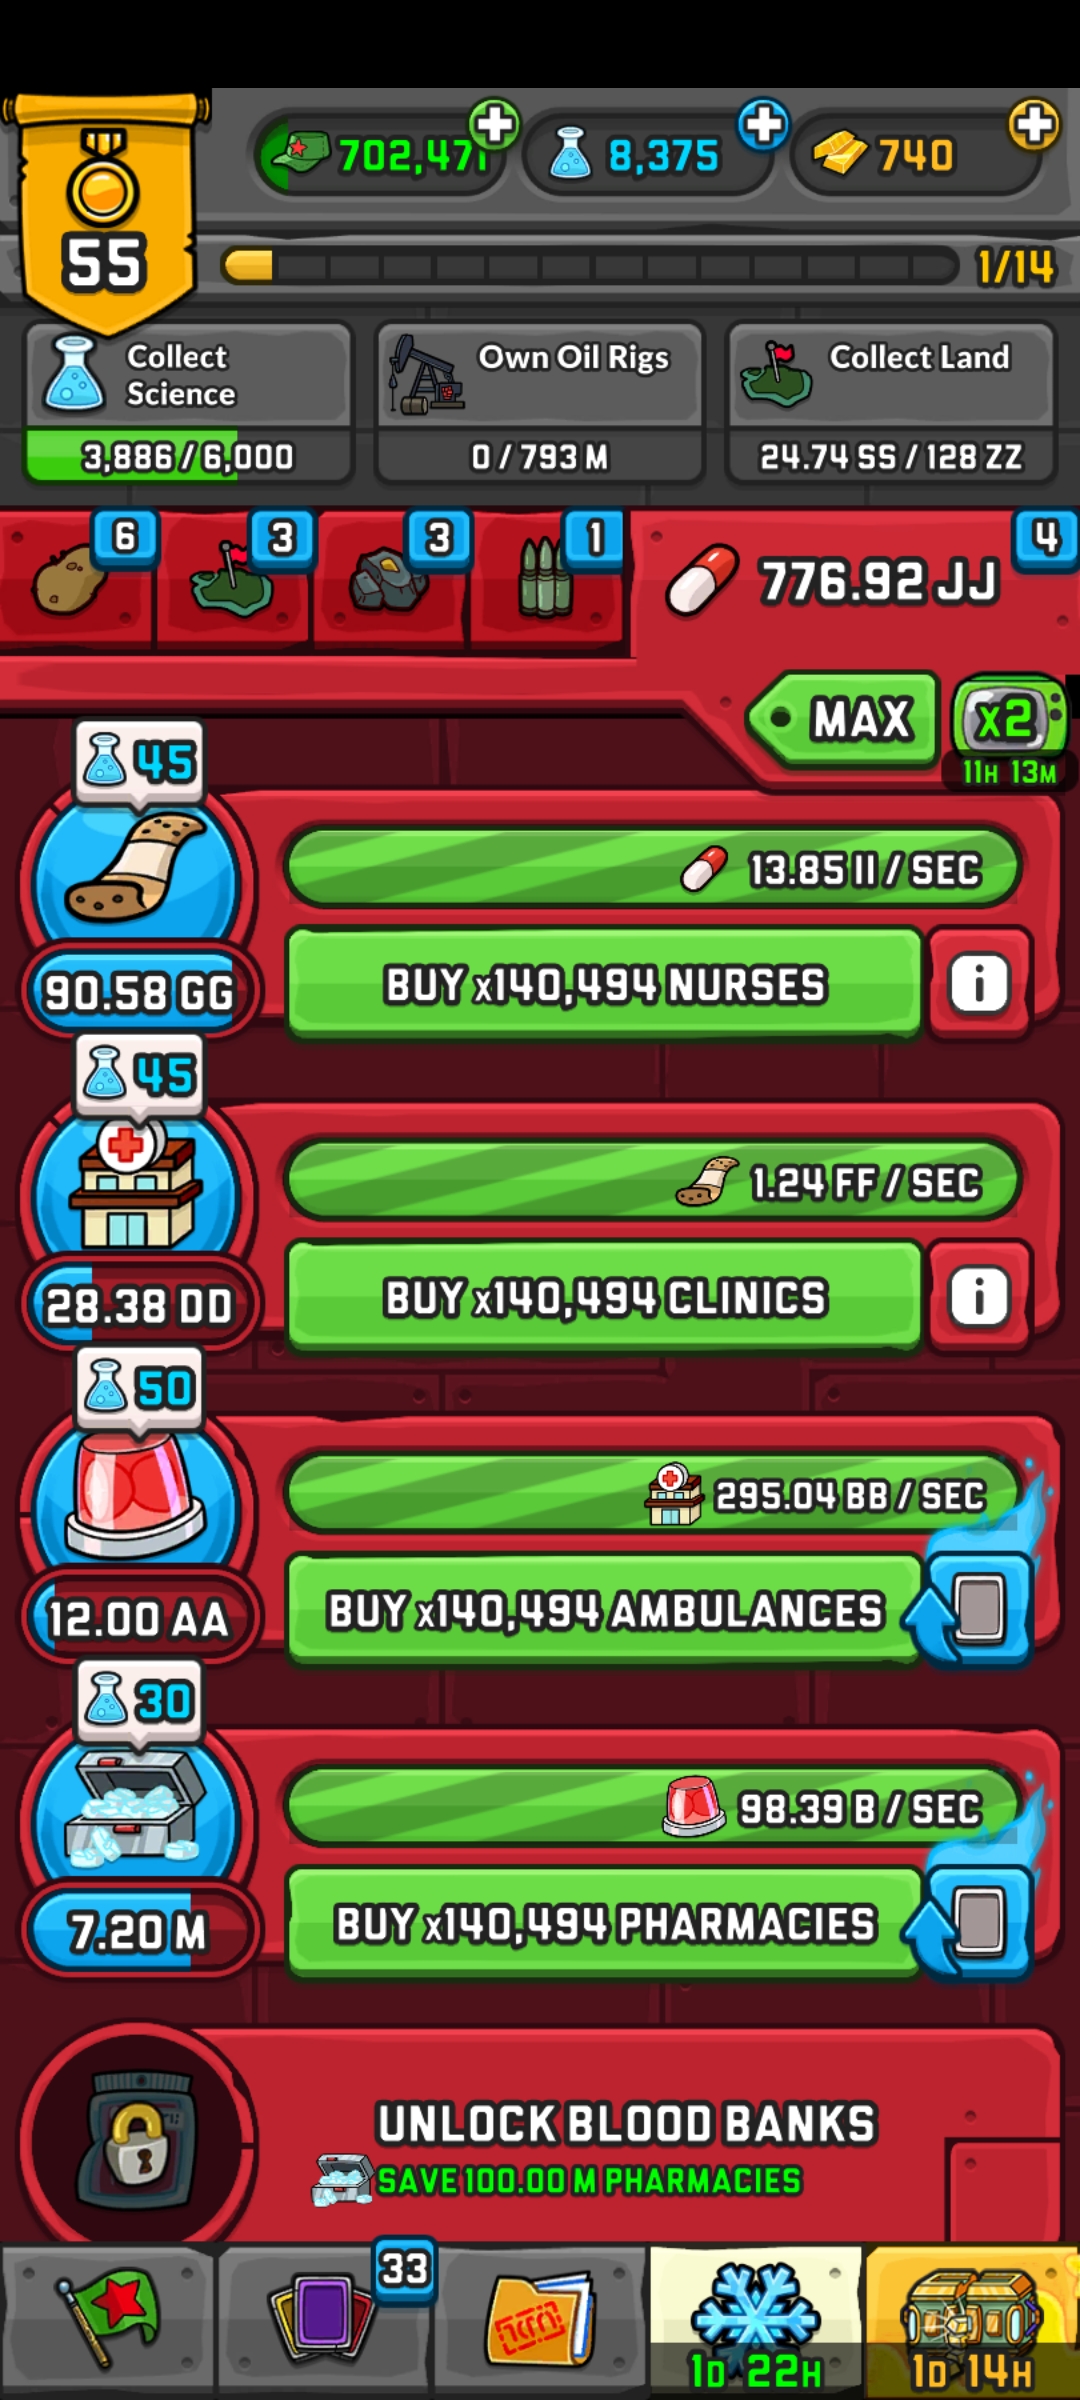 702,471
8,375
740
55
1/14
Collect
Science
3,886/6,000
Own Oil Rigs
0/793 M
Collect Land
24.74 SS/128 ZZ
6
3
3
1
4
776.92 JJ
MAX
x2
11H 13M
45
13.85 II/SEC
90.58 GG
BUY x140,494 NURSES
i
45
1.24 FF/SEC
28.38 DD
BUY x140,494 CLINICS
i
50
295.04 BB/SEC
12.00 AA
BUY x140,494 AMBULANCES
30
98.39 B/SEC
7.20 M
BUY x140,494 PHARMACIES
UNLOCK BLOOD BANKS
SAVE 100.00 M PHARMACIES
33
1D 22H
1D 14H